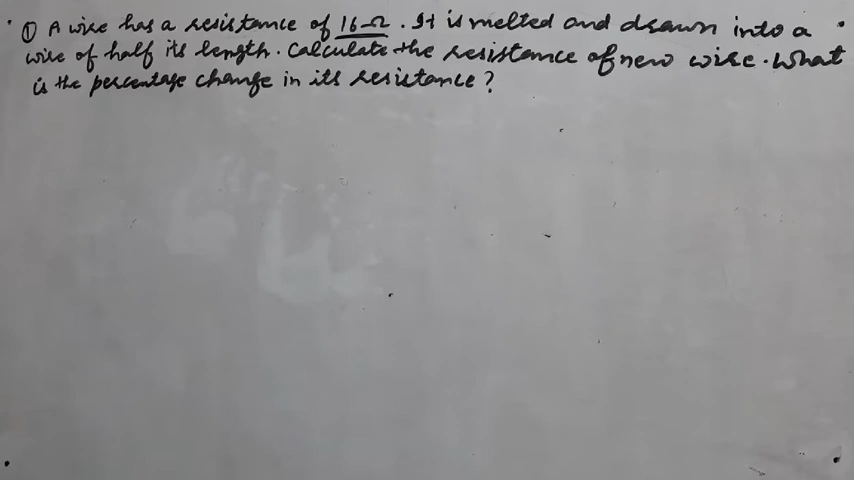 ① A wire has a resistance of 16Ω. It is melted and drawn into a
wire of half its length. Calculate the resistance of new wire. What
is the percentage change in its resistance?